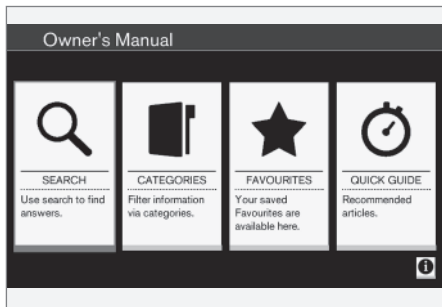 Owner's Manual
SEARCH
Use search to find
answers.
CATEGORIES
Filter information
via categories.
FAVOURITES
Your saved
Favourites are
available here.
QUICK GUIDE
Recommended
articles.
i